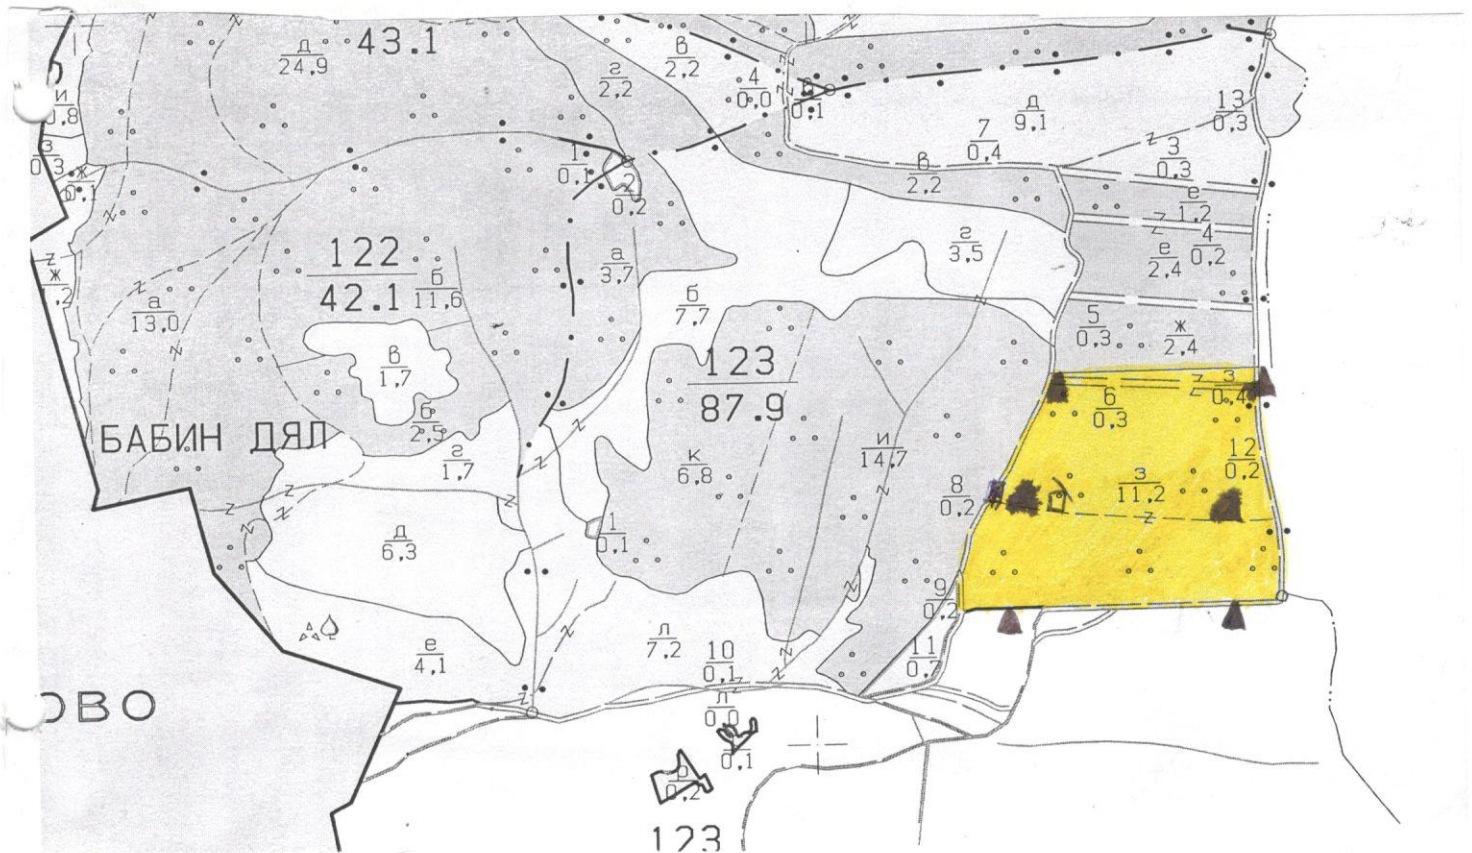 д
24,9
43.1
г
2,2
в
2,2
4
0,0
0,1
д
9,1
13
0,3
7
0,4
и
0,8
з
0,3
ж
0,1
1
0,1
2
0,2
в
2,2
3
0,3
е
1,2
122
42.1
б
11,6
а
3,7
г
3,5
е
2,4
4
0,2
ж
а
13,0
б
7,7
5
0,3
ж
2,4
в
1,7
123
87.9
3
0,4
6
0,3
БАБИН ДЯЛ
б
2,5
г
1,7
к
6,8
и
14,7
12
0,2
8
0,2
з
11,2
д
6,3
1
0,1
9
0,2
е
4,1
л
7,2
10
0,1
11
0,7
ОВО
л
0,0
0,1
р
0,2
123